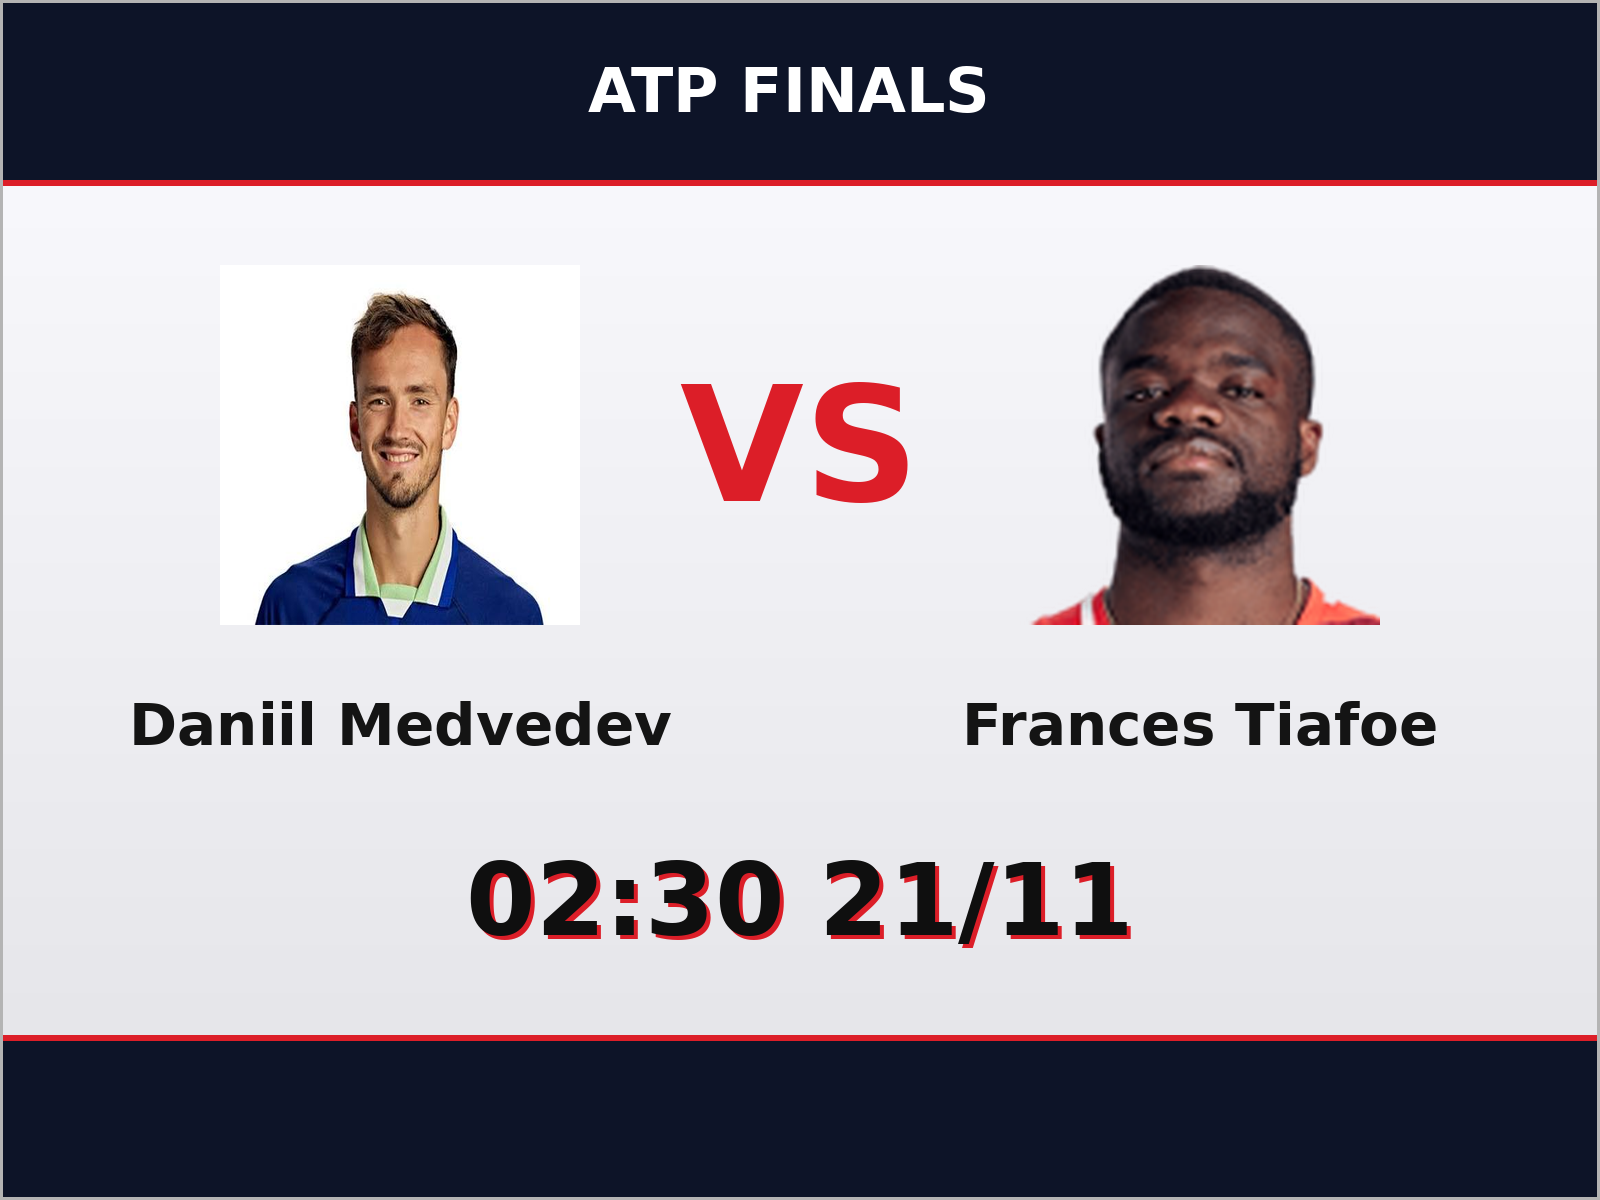 ATP FINALS
VS
Daniil Medvedev
Frances Tiafoe
02:30 21/11